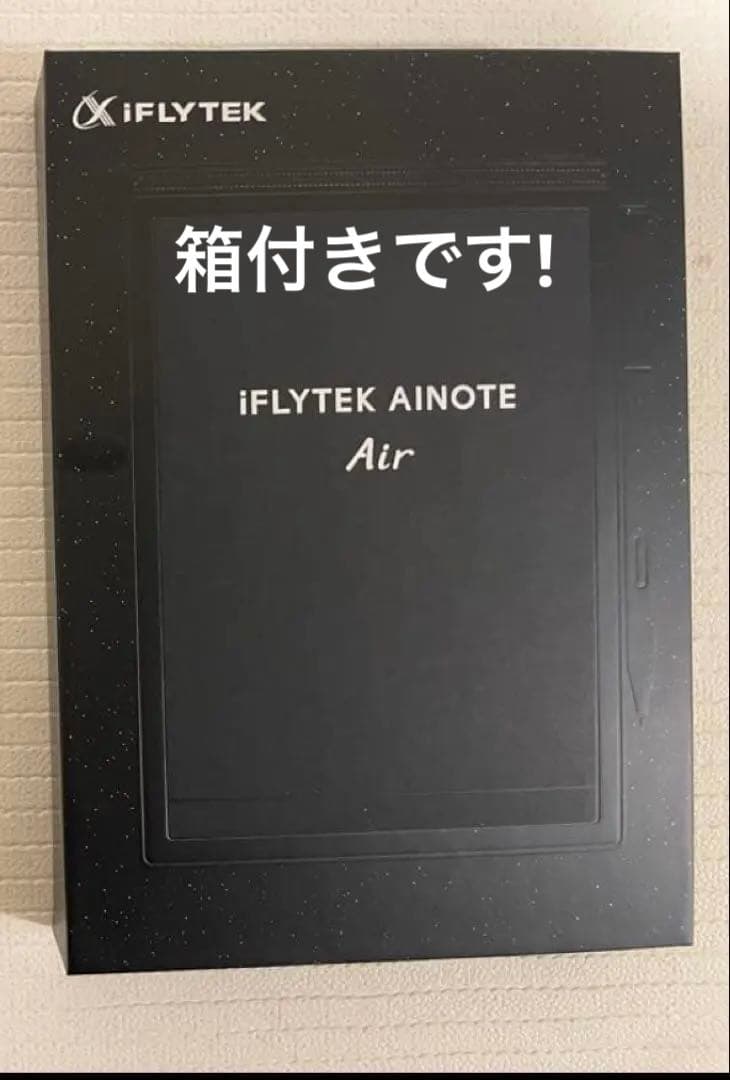 iFLYTEK
箱付きです!
iFLYTEK AINOTE
Air